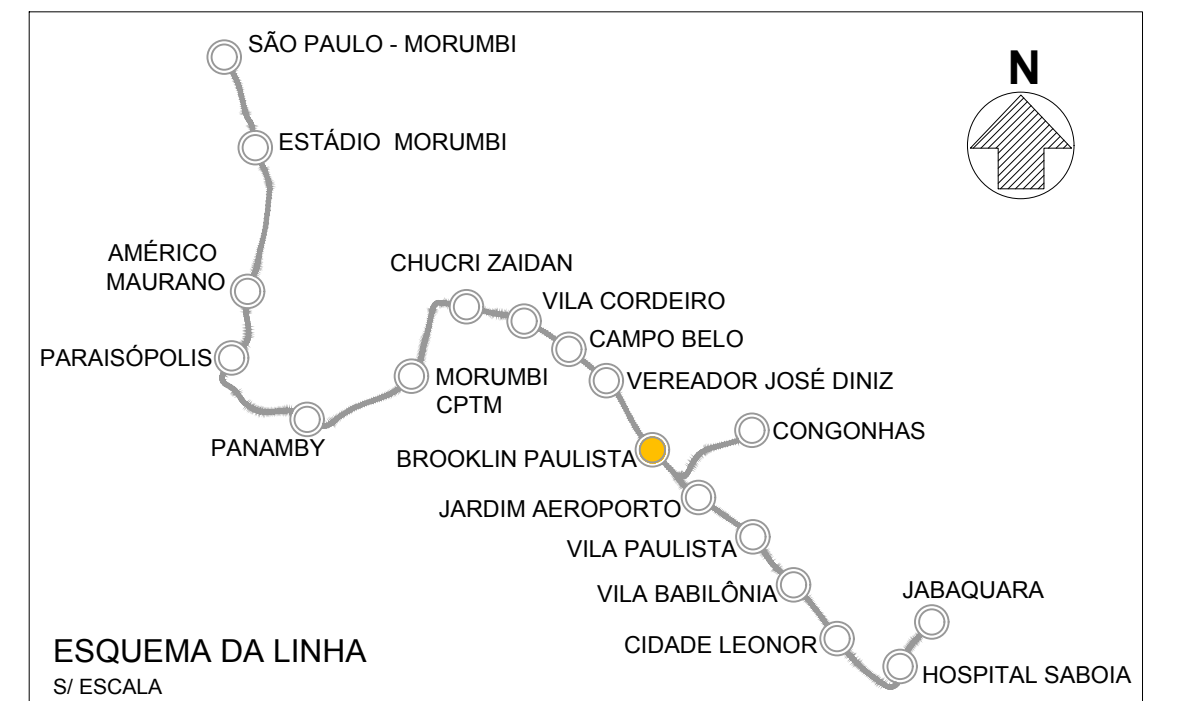 SÃO PAULO - MORUMBI
N
ESTÁDIO MORUMBI
AMÉRICO
MAURANO
CHUCRI ZAIDAN
VILA CORDEIRO
CAMPO BELO
PARAISÓPOLIS
MORUMBI
CPTM
VEREADOR JOSÉ DINIZ
PANAMBY
CONGONHAS
BROOKLIN PAULISTA
JARDIM AEROPORTO
VILA PAULISTA
VILA BABILÔNIA
JABAQUARA
CIDADE LEONOR
HOSPITAL SABOIA
ESQUEMA DA LINHA
S/ ESCALA